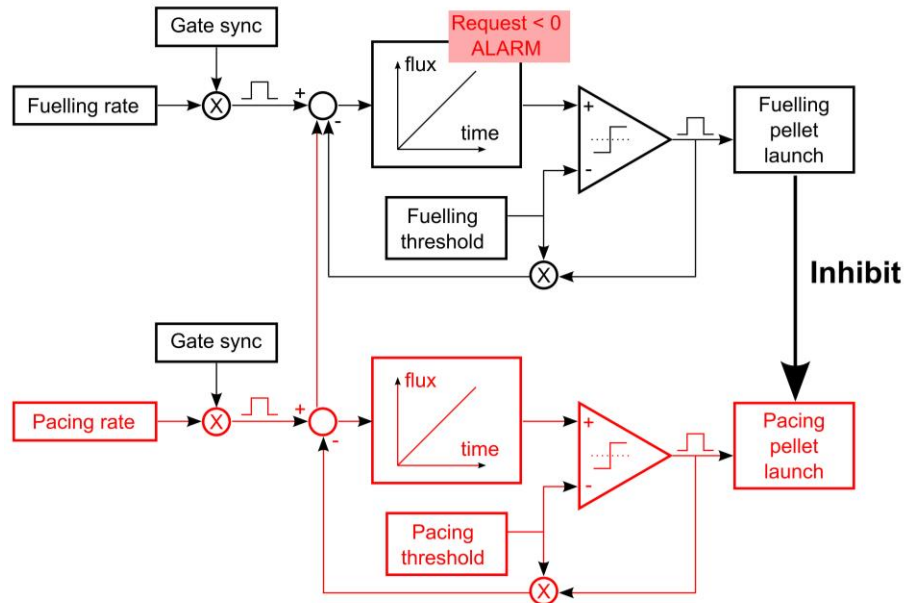 Gate sync
Request < 0
ALARM
flux
Fuelling rate
X
+
-
time
+
-
Fuelling
pellet
launch
Fuelling
threshold
X
Inhibit
Gate sync
flux
Pacing rate
X
+
-
time
+
-
Pacing
pellet
launch
Pacing
threshold
X